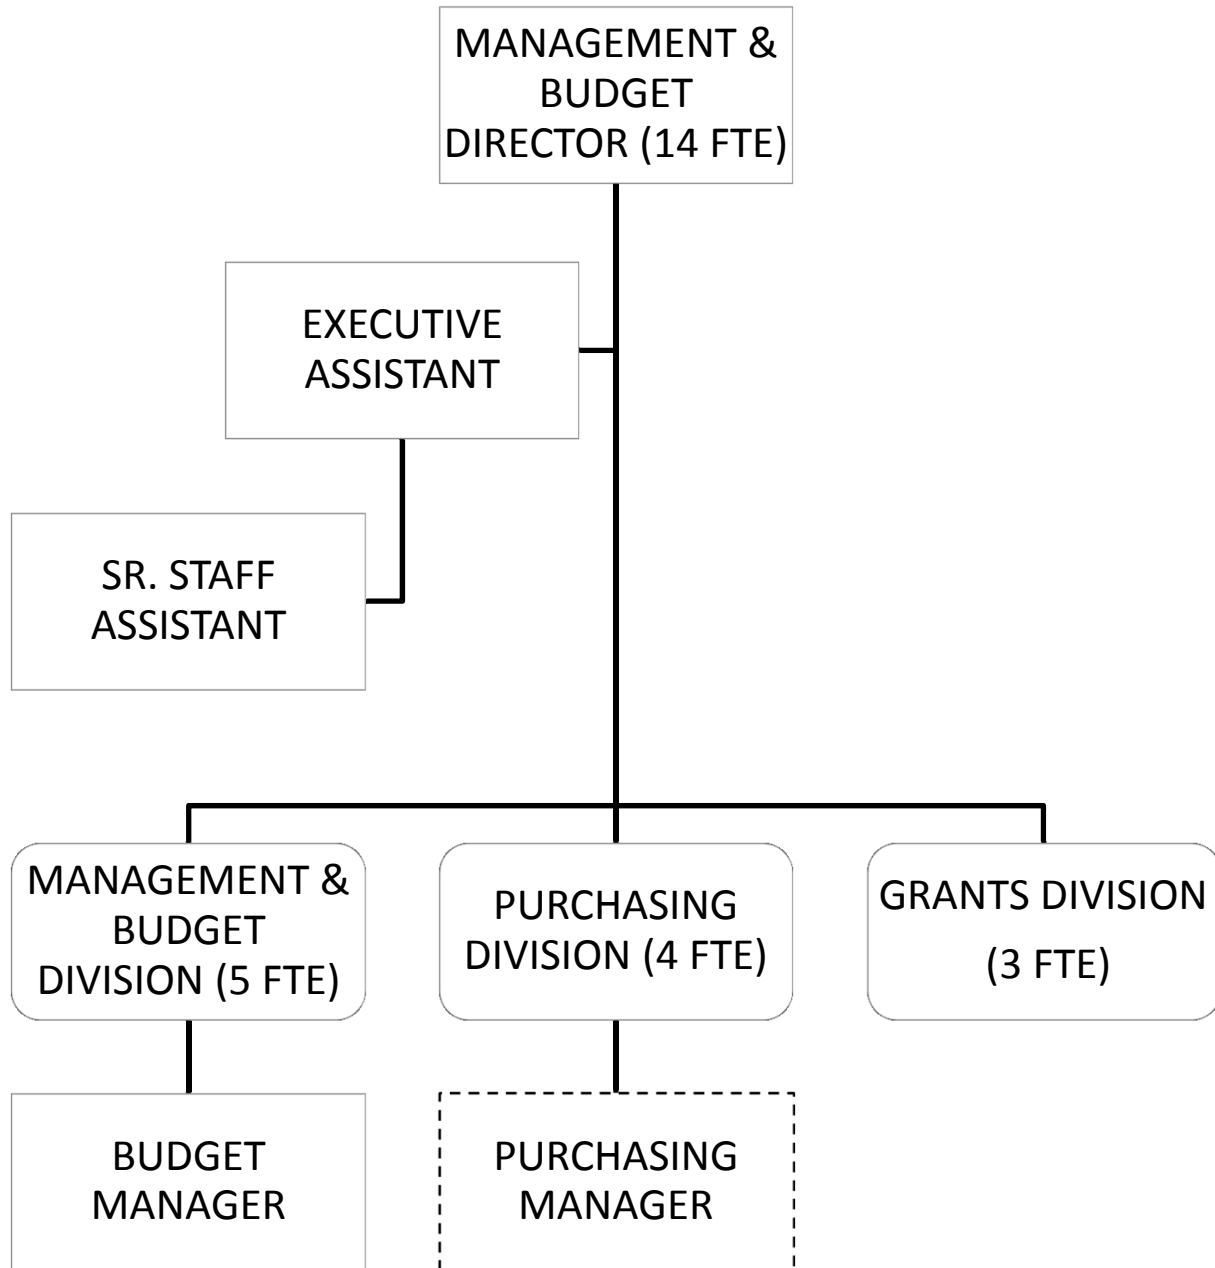 MANAGEMENT &
BUDGET
DIRECTOR (14 FTE)
EXECUTIVE
ASSISTANT
SR. STAFF
ASSISTANT
MANAGEMENT &
BUDGET
DIVISION (5 FTE)
PURCHASING
DIVISION (4 FTE)
GRANTS DIVISION
(3 FTE)
BUDGET
MANAGER
PURCHASING
MANAGER